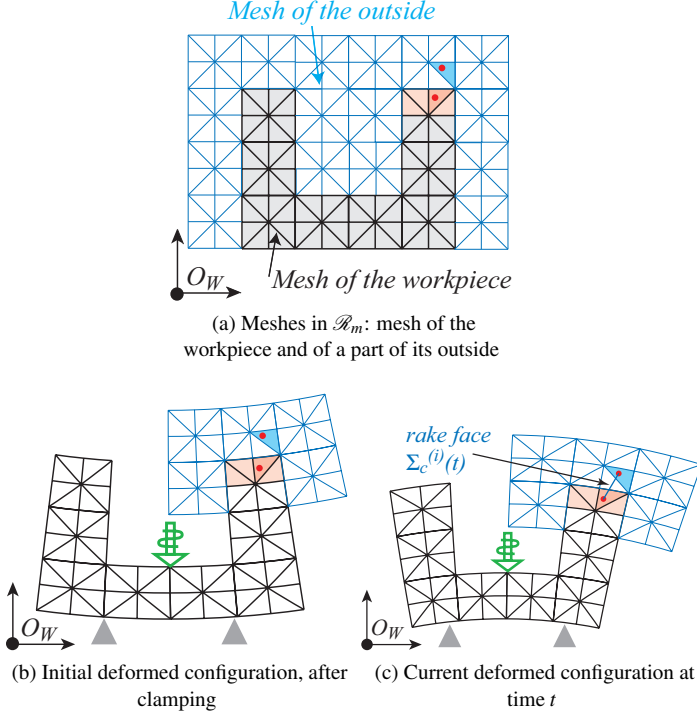 Mesh of the outside
O_W
Mesh of the workpiece
(a) Meshes in ℛ_m: mesh of the
workpiece and of a part of its outside
rake face
Σ_c^(i)(t)
O_W
O_W
(b) Initial deformed configuration, after
clamping
(c) Current deformed configuration at
time t